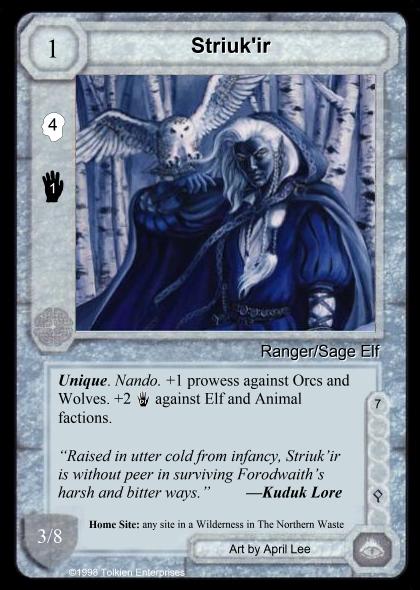 1
Striuk'ir
4
1
Ranger/Sage Elf
Unique. Nando. +1 prowess against Orcs and
Wolves. +2 against Elf and Animal
factions.
7
“Raised in utter cold from infancy, Striuk'ir
is without peer in surviving Forodwaith's
harsh and bitter ways.” —Kuduk Lore
Home Site: any site in a Wilderness in The Northern Waste
3/8
Art by April Lee
©1998 Tolkien Enterprises